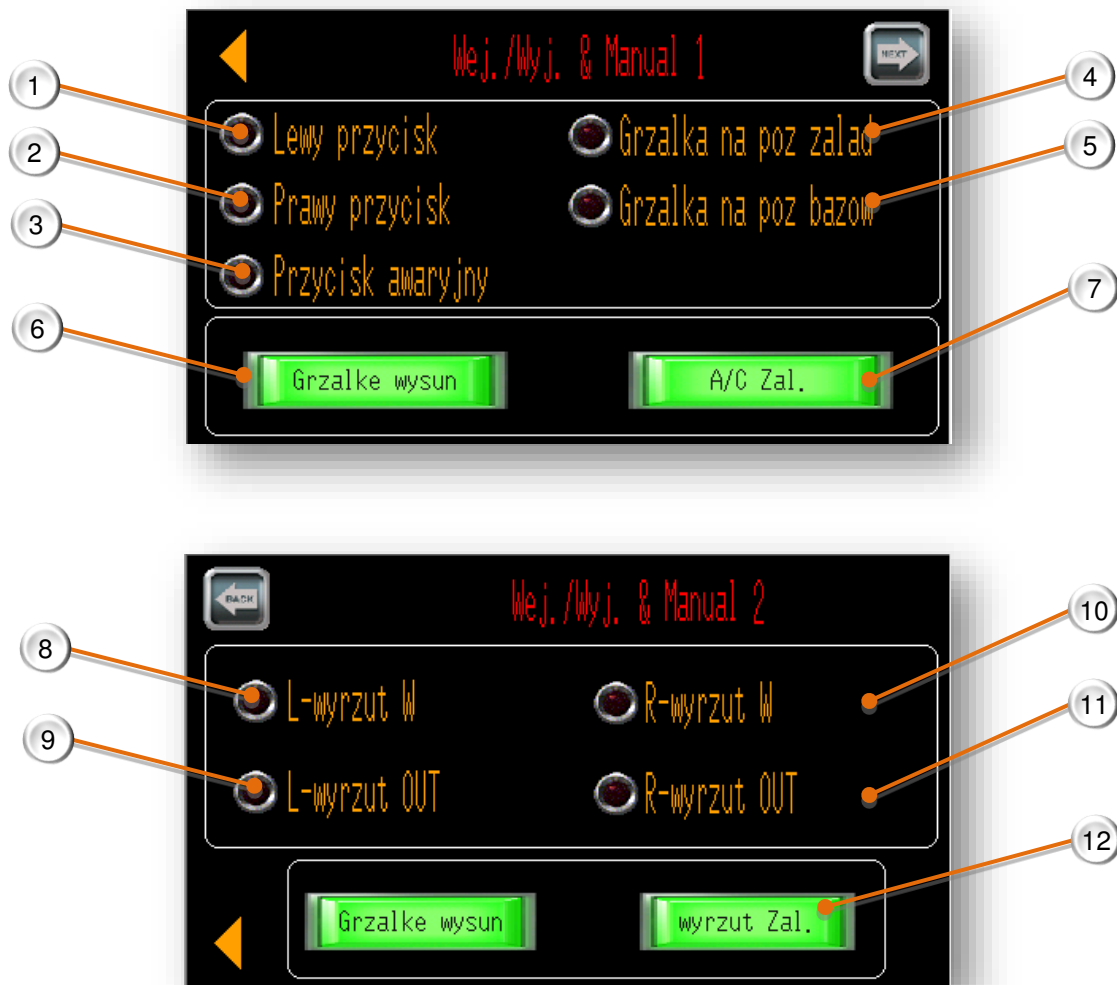 Wej./Wyj. & Manual 1
NEXT
1
Lewy przycisk
2
Prawy przycisk
3
Przycisk awaryjny
4
Grzalka na poz zalad
5
Grzalka na poz bazow
6
Grzalke wysun
7
A/C Zal.
BACK
Wej./Wyj. & Manual 2
8
L-wyrzut W
9
L-wyrzut OUT
10
R-wyrzut W
11
R-wyrzut OUT
12
Grzalke wysun
wyrzut Zal.